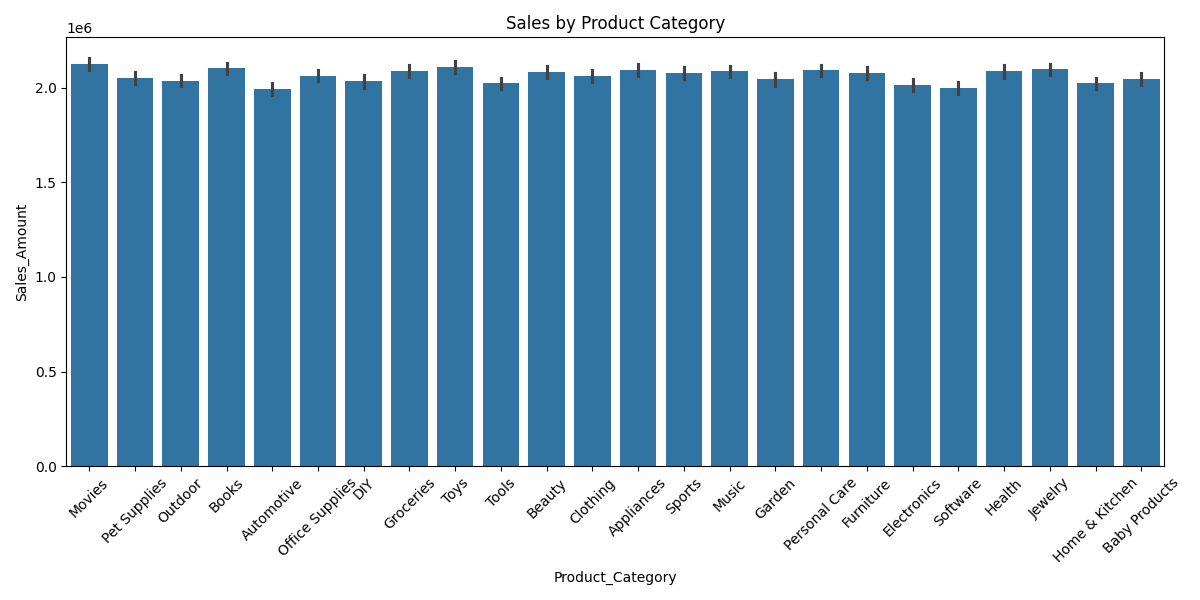 Sales by Product Category
1e6
2.0
1.5
1.0
0.5
0.0
Sales_Amount
Movies
Pet Supplies
Outdoor
Books
Automotive
Office Supplies
DIY
Groceries
Toys
Tools
Beauty
Clothing
Appliances
Sports
Music
Garden
Personal Care
Furniture
Electronics
Software
Health
Jewelry
Home & Kitchen
Baby Products
Product_Category